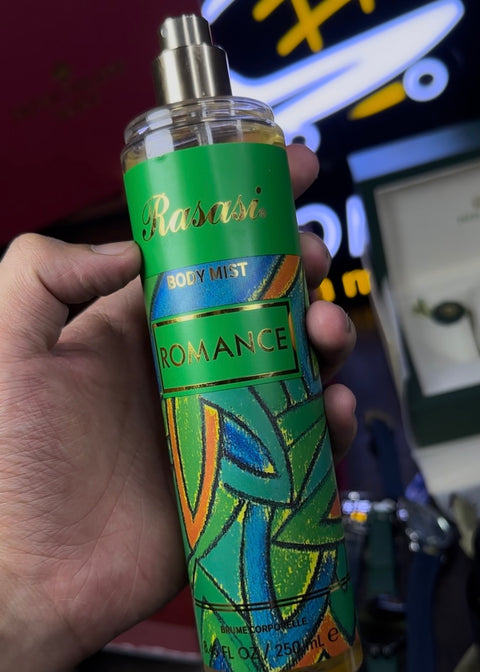 Rasasi
BODY MIST
ROMANCE
BRUME CORPORELLE
FL OZ / 250 mL e